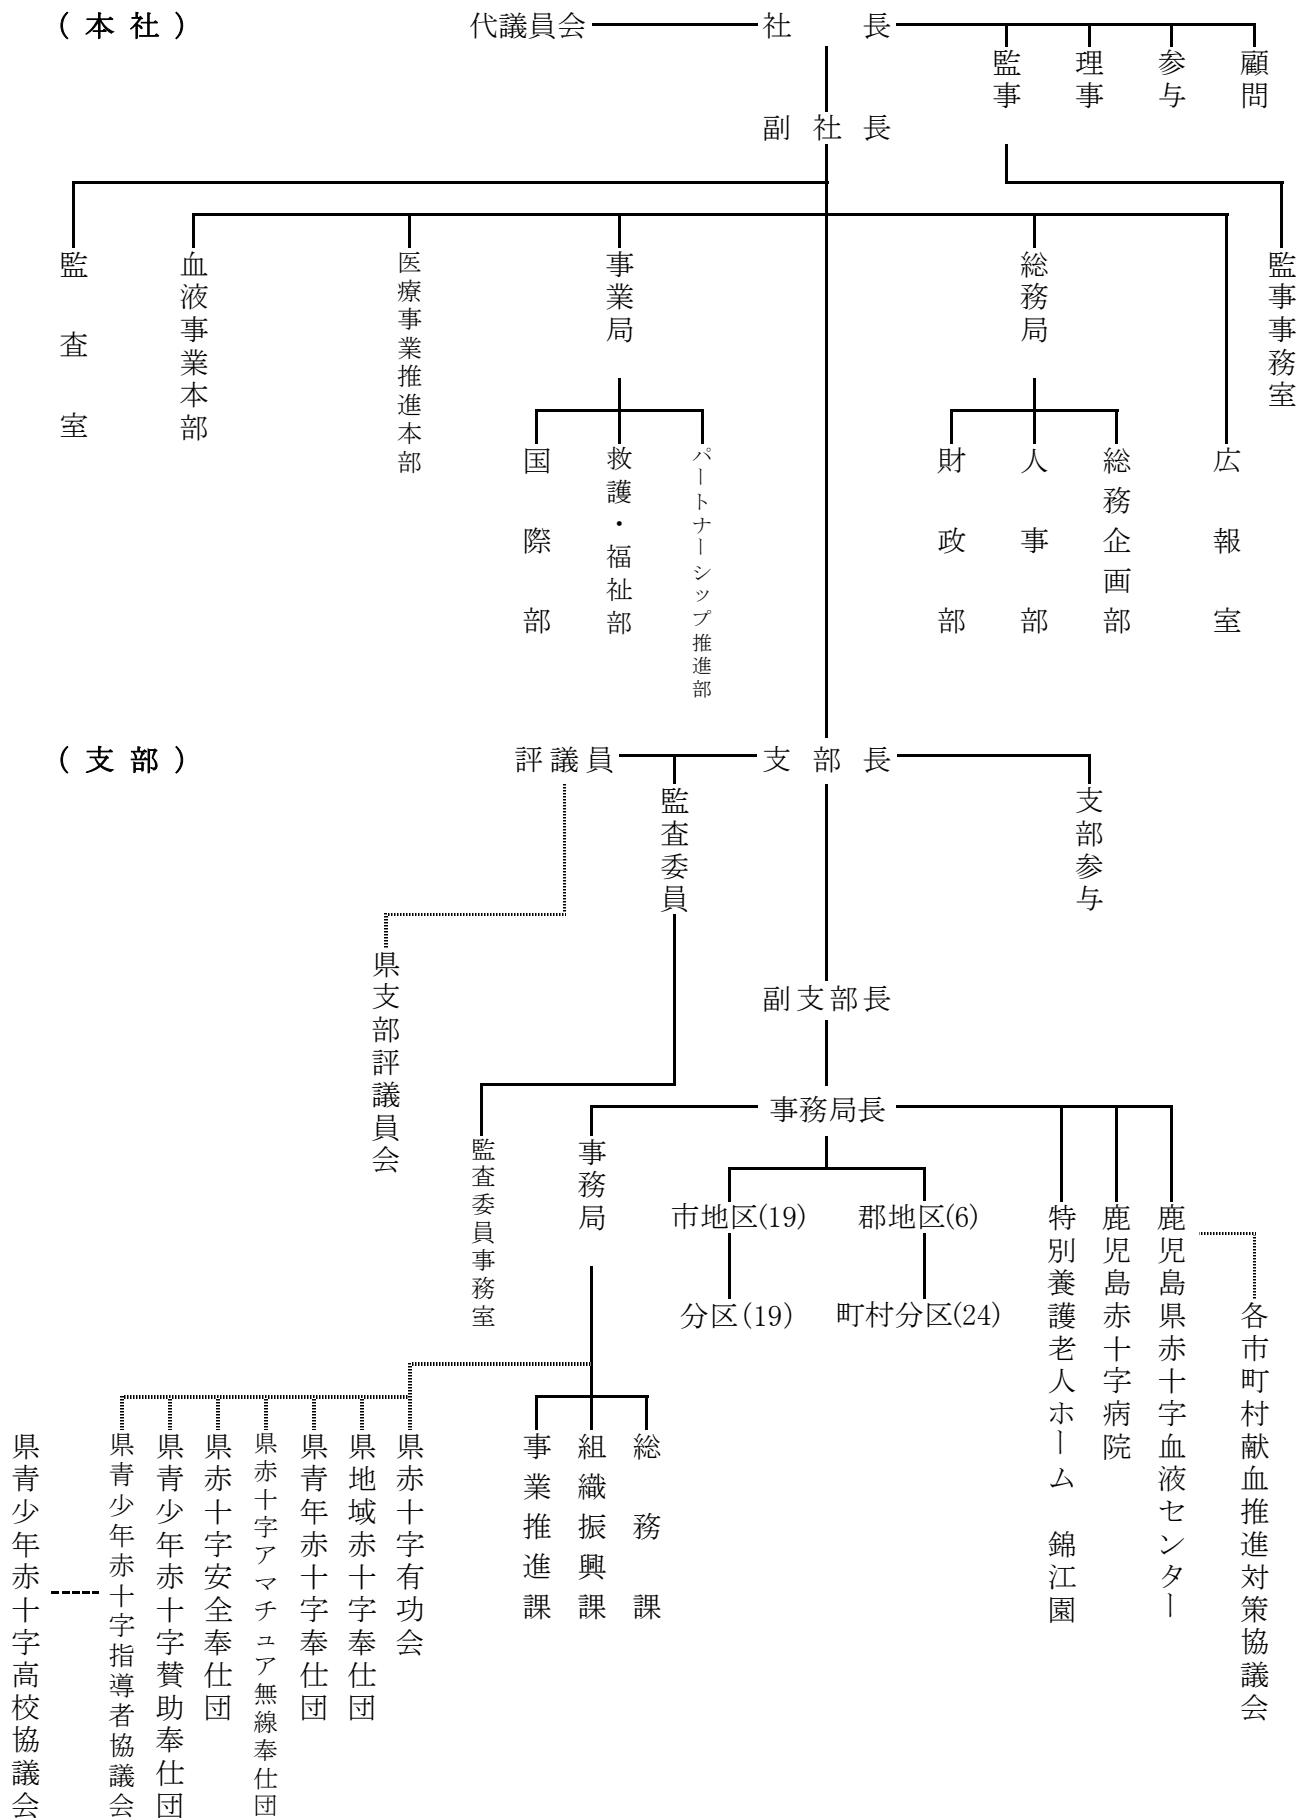 (本社)
代議員会
社長
監事
理事
参与
顧問
副社長
監査室
血液事業本部
医療事業推進本部
事業局
総務局
監事事務室
国際部
救護・福祉部
パートナーシップ推進部
財政部
人事部
総務企画部
広報室
(支部)
評議員
支部長
監査委員
支部参与
県支部評議員会
副支部長
事務局長
監査委員事務室
事務局
市地区(19)
郡地区(6)
分区(19)
町村分区(24)
特別養護老人ホーム 錦江園
鹿児島赤十字病院
鹿児島県赤十字血液センター
各市町村献血推進対策協議会
県青少年赤十字高校協議会
県青少年赤十字指導者協議会
県青少年赤十字賛助奉仕団
県赤十字安全奉仕団
県赤十字アマチュア無線奉仕団
県青年赤十字奉仕団
県地域赤十字奉仕団
県赤十字有功会
事業推進課
組織振興課
総務課